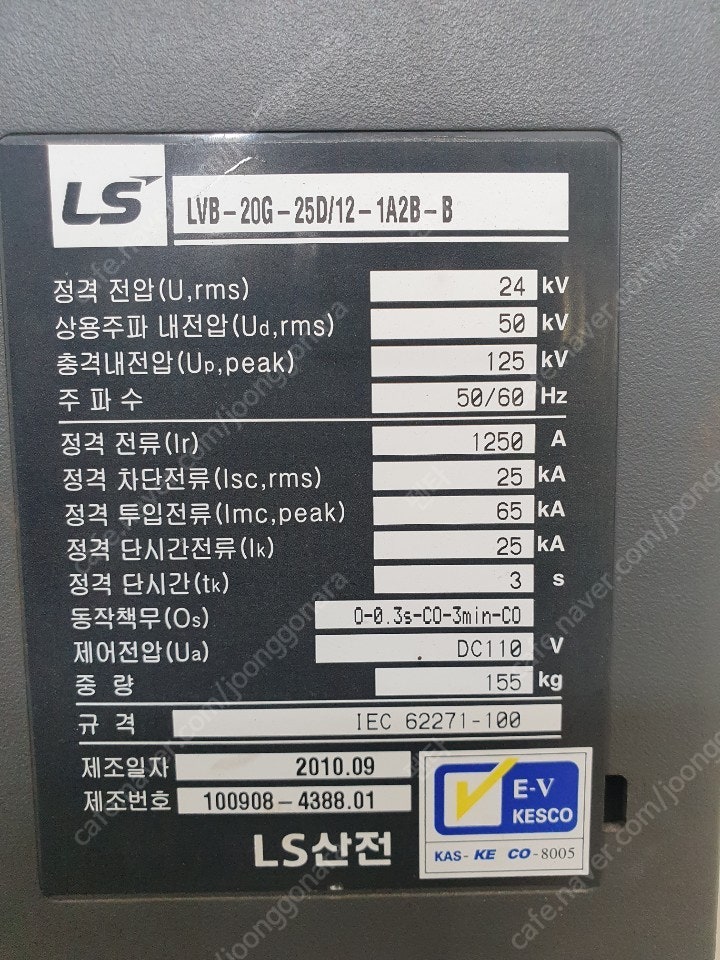 LS
LVB-20G-25D/12-1A2B-B
정격 전압(U,rms) 24 kV
상용주파 내전압(Ud,rms) 50 kV
충격내전압(Up,peak) 125 kV
주 파 수 50/60 Hz
정격 전류(Ir) 1250 A
정격 차단전류(Isc,rms) 25 kA
정격 투입전류(Imc,peak) 65 kA
정격 단시간전류(Ik) 25 kA
정격 단시간(tk) 3 s
동작책무(Os) O-0.3s-CO-3min-CO
제어전압(Ua) DC110 V
중 량 155 kg
규 격 IEC 62271-100
제조일자 2010.09
제조번호 100908-4388.01
LS산전
E-V
KESCO
KAS-KE CO-8005
cafe.naver.com/joonggonara